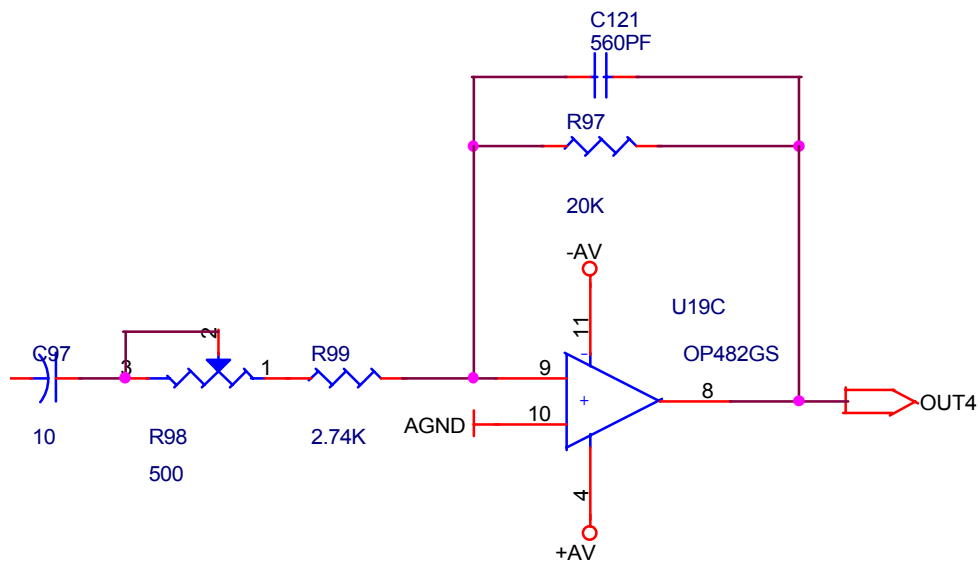 C121
560PF
R97
20K
-AV
11
U19C
OP482GS
-
+
9
10
8
AGND
OUT4
4
+AV
C97
10
3
2
1
R98
500
R99
2.74K